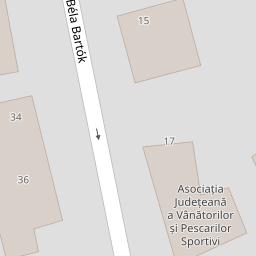 Béla Bartók
15
34
17
36
Asociația
Județeană
a Vânătorilor
și Pescarilor
Sportivi